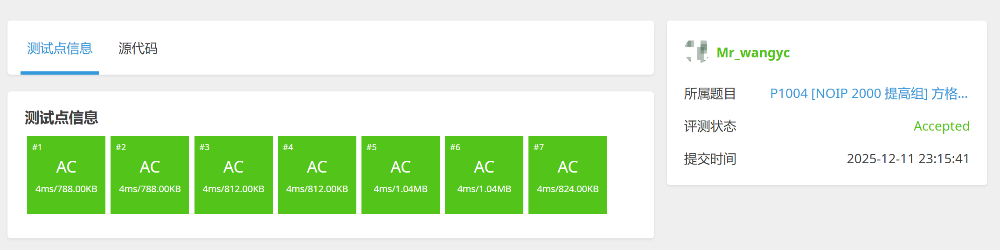 测试点信息 源代码
测试点信息
#1 #2 #3 #4 #5 #6 #7
AC AC AC AC AC AC AC
4ms/788.00KB 4ms/788.00KB 4ms/812.00KB 4ms/812.00KB 4ms/1.04MB 4ms/1.04MB 4ms/824.00KB
Mr_wangyc
所属题目 P1004 [NOIP 2000 提高组] 方格...
评测状态 Accepted
提交时间 2025-12-11 23:15:41